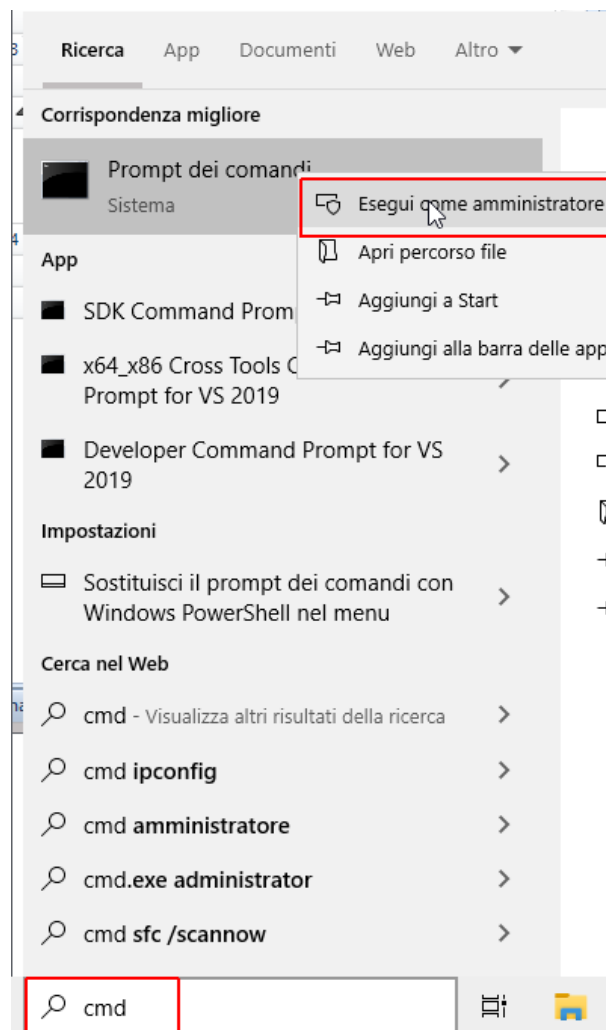 Ricerca App Documenti Web Altro
Corrispondenza migliore
Prompt dei comandi
Sistema
Esegui come amministratore
Apri percorso file
Aggiungi a Start
Aggiungi alla barra delle app
App
SDK Command Prom
x64_x86 Cross Tools C
Prompt for VS 2019
Developer Command Prompt for VS
2019
Impostazioni
Sostituisci il prompt dei comandi con
Windows PowerShell nel menu
Cerca nel Web
cmd - Visualizza altri risultati della ricerca
cmd ipconfig
cmd amministratore
cmd.exe administrator
cmd sfc /scannow
cmd